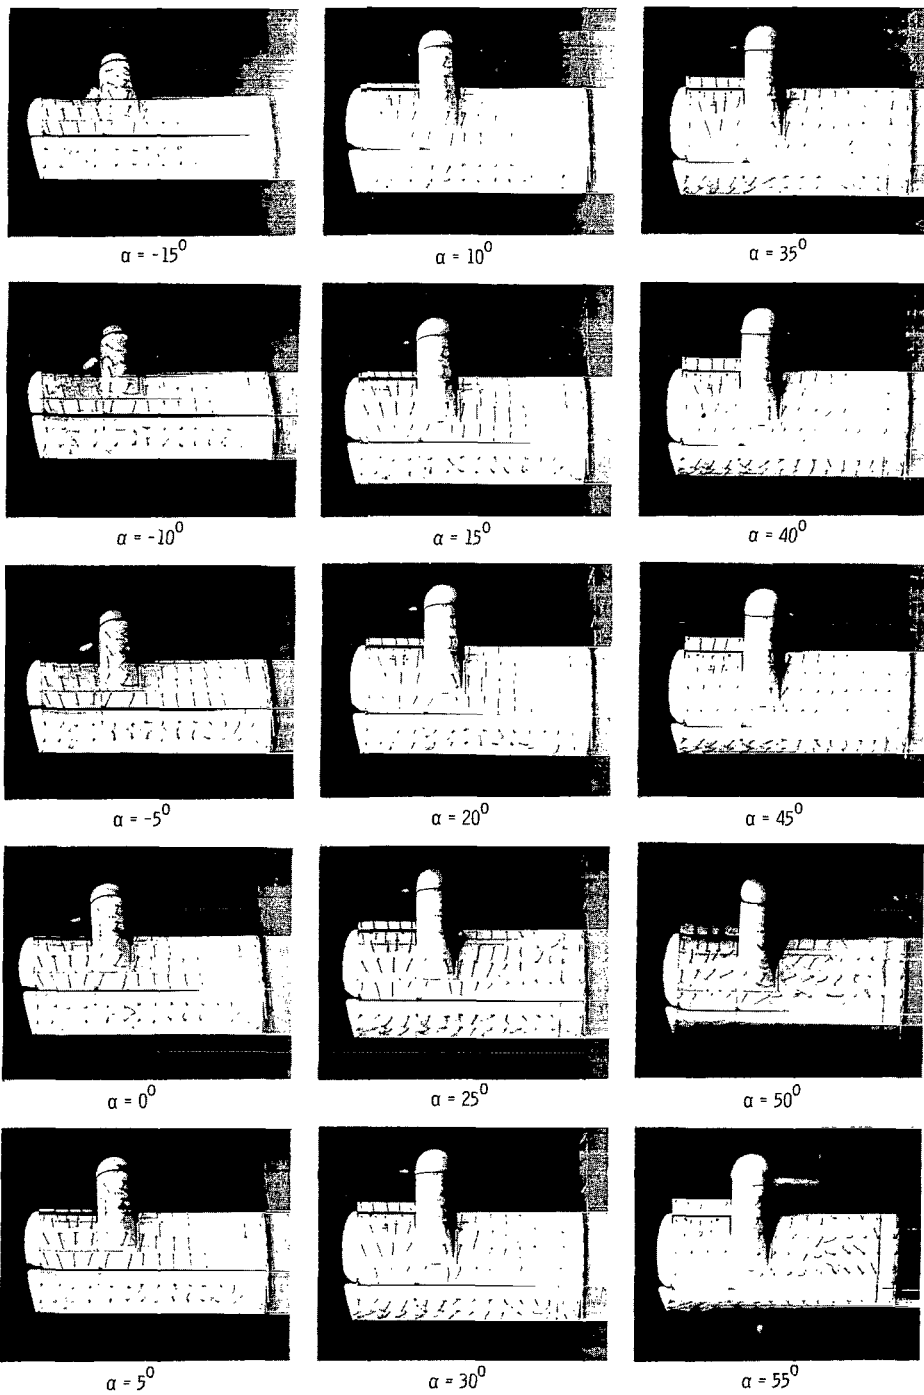 α = -15⁰
α = 10⁰
α = 35⁰
α = -10⁰
α = 15⁰
α = 40⁰
α = -5⁰
α = 20⁰
α = 45⁰
α = 0⁰
α = 25⁰
α = 50⁰
α = 5⁰
α = 30⁰
α = 55⁰